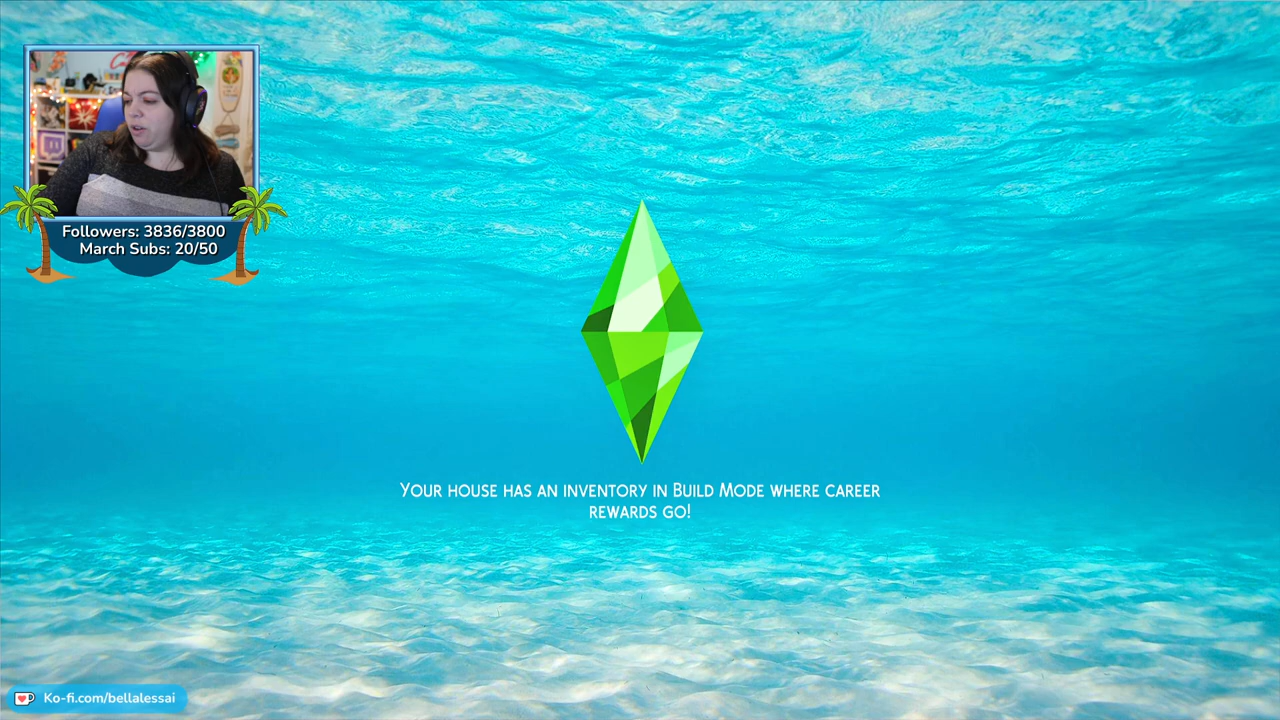 Followers: 3836/3800
March Subs: 20/50
Your house has an inventory in Build Mode where career
rewards go!
Ko-fi.com/bellalessai